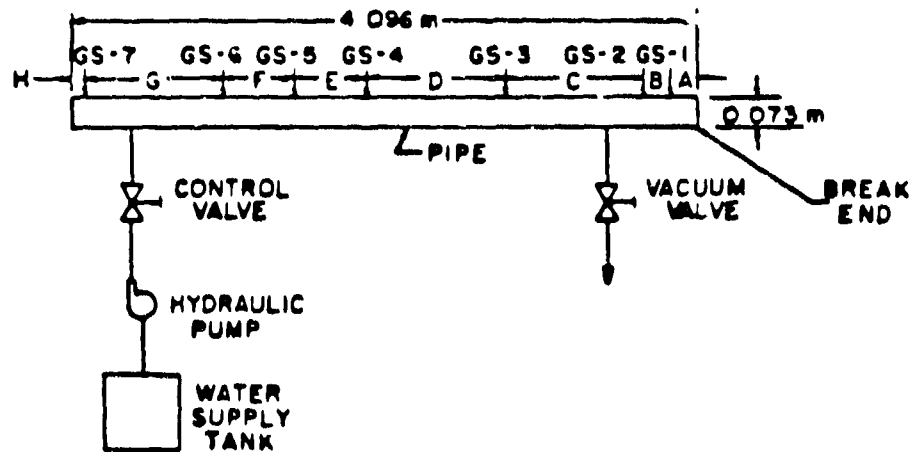 4 096 m
GS-7 GS-6 GS-5 GS-4 GS-3 GS-2 GS-1
H G F E D C B A
0 073 m
PIPE
CONTROL
VALVE
VACUUM
VALVE
BREAK
END
HYDRAULIC
PUMP
WATER
SUPPLY
TANK